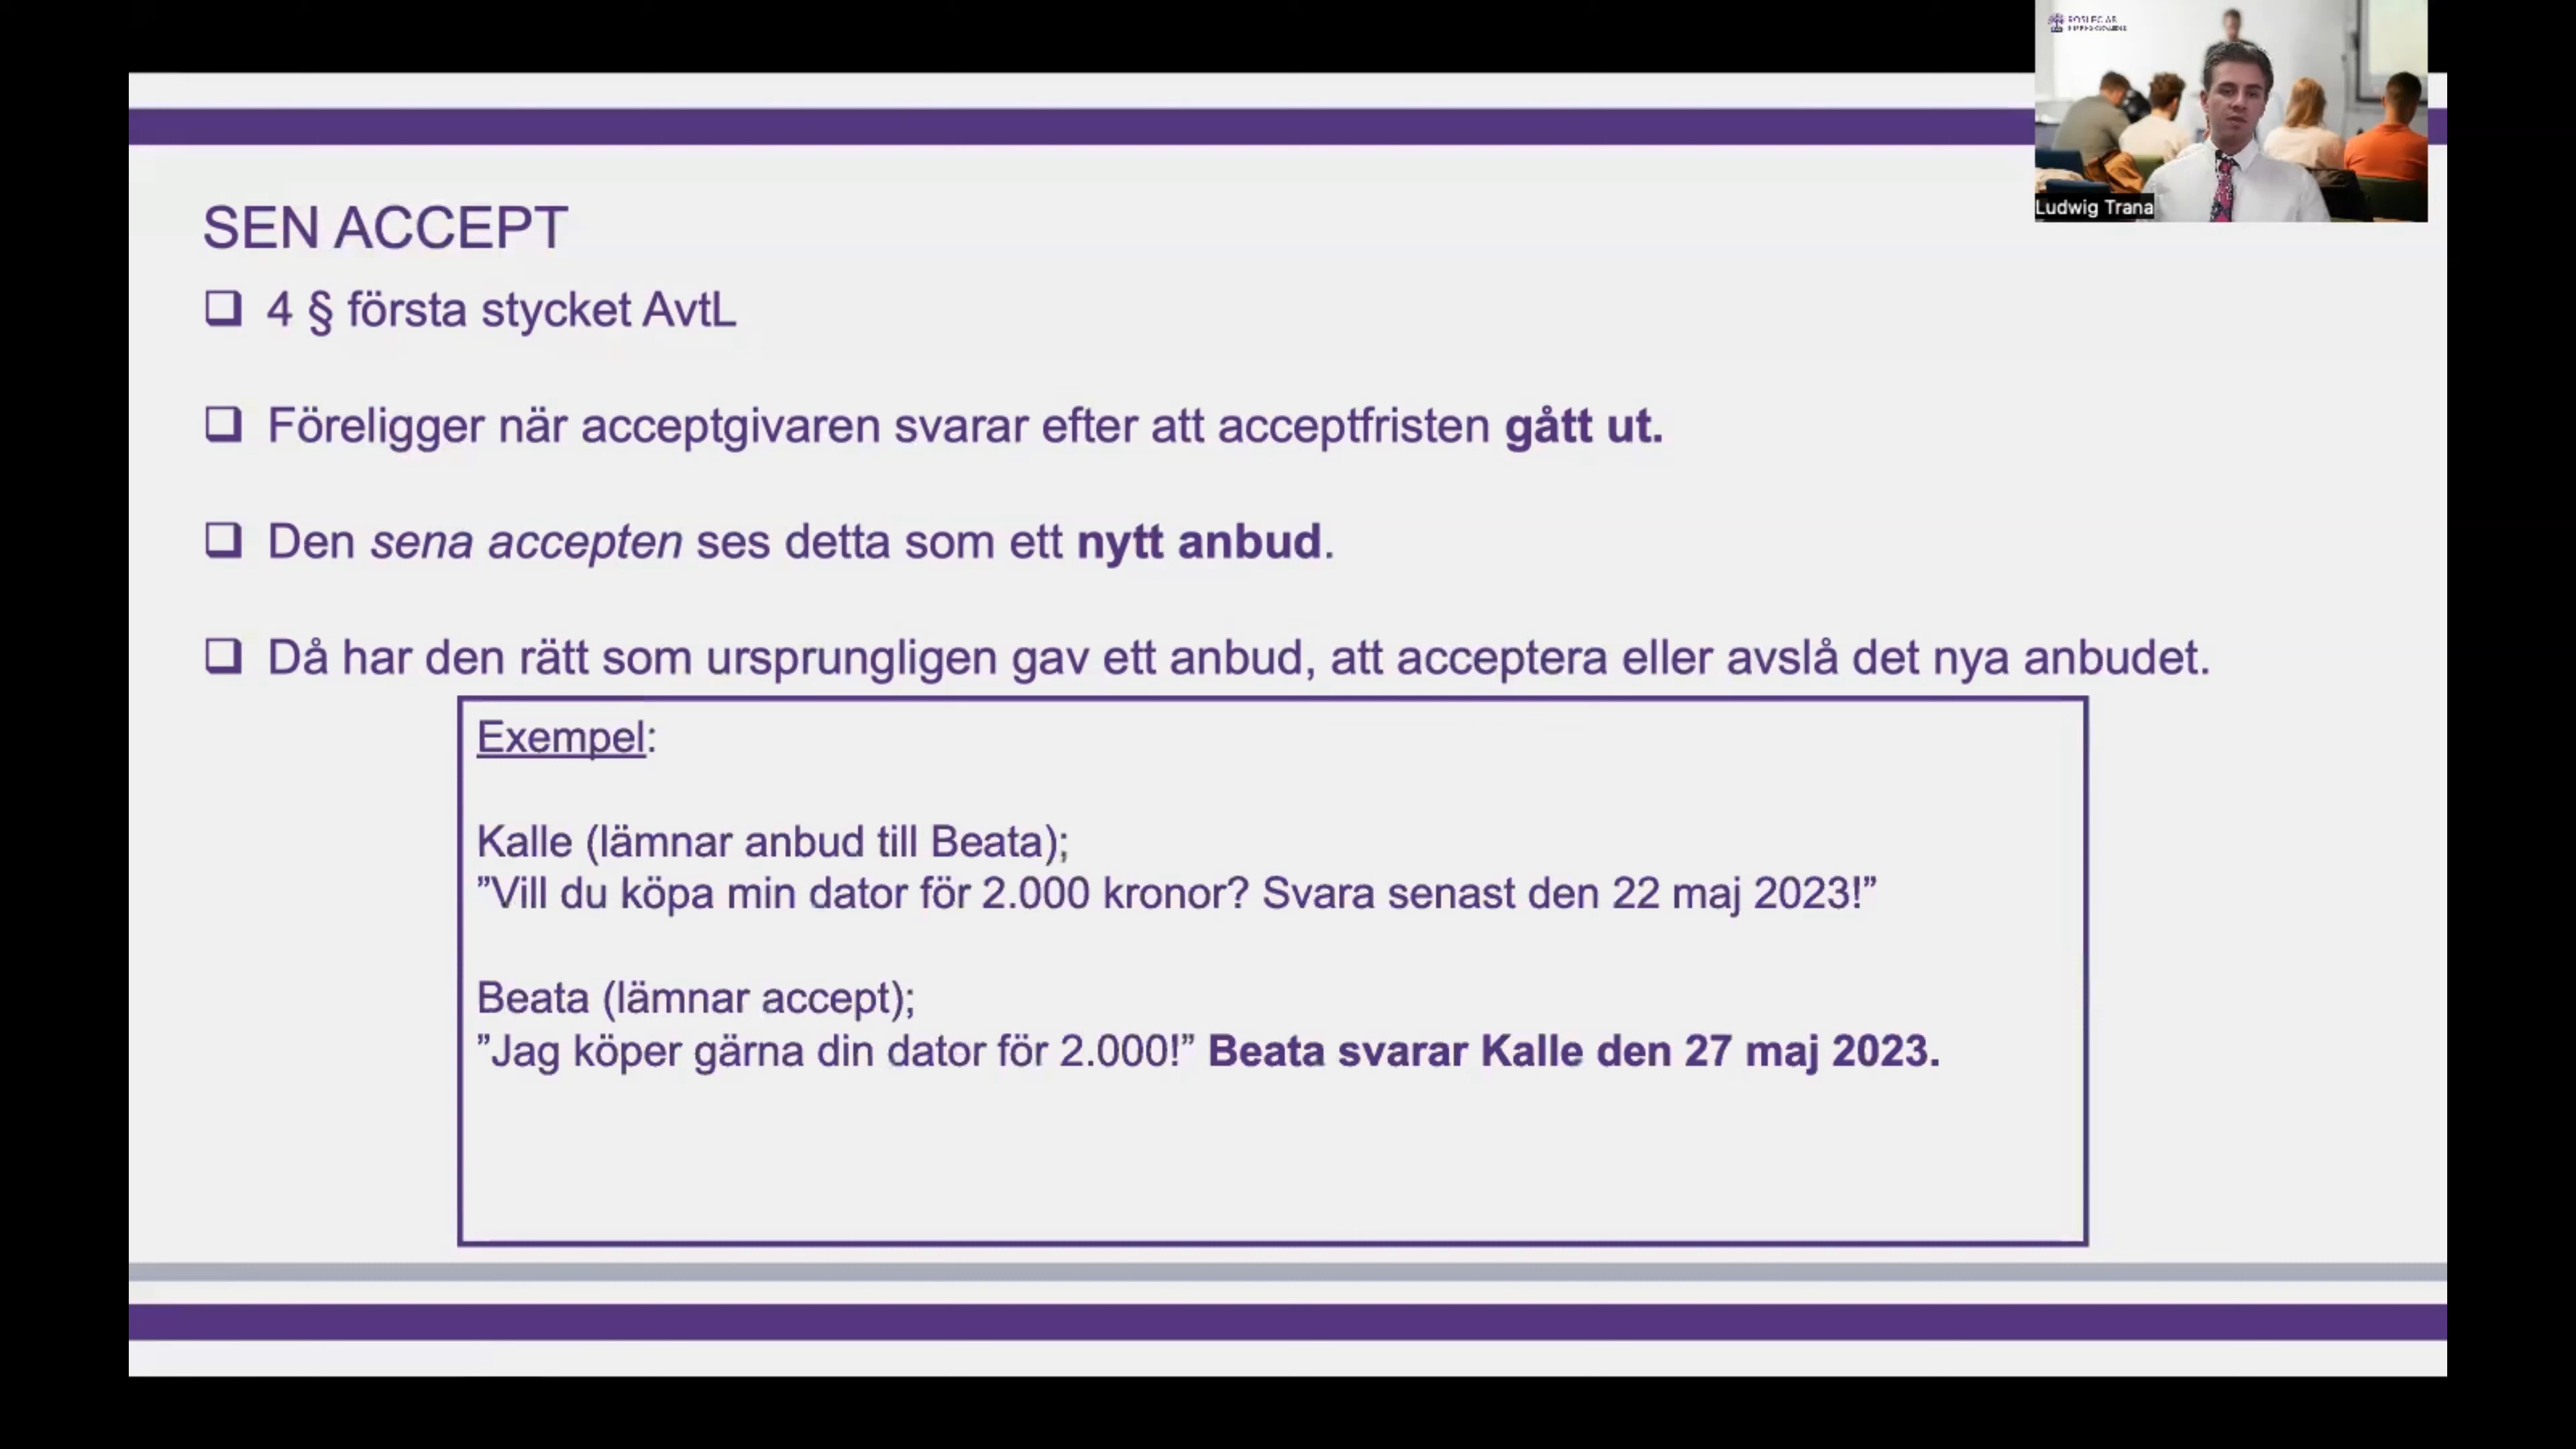 SEN ACCEPT
4 § första stycket AvtL
Föreligger när acceptgivaren svarar efter att acceptfristen gått ut.
Den sena accepten ses detta som ett nytt anbud.
Då har den rätt som ursprungligen gav ett anbud, att acceptera eller avslå det nya anbudet.
Exempel:
Kalle (lämnar anbud till Beata);
”Vill du köpa min dator för 2.000 kronor? Svara senast den 22 maj 2023!”
Beata (lämnar accept);
”Jag köper gärna din dator för 2.000!” Beata svarar Kalle den 27 maj 2023.
Ludwig Trana